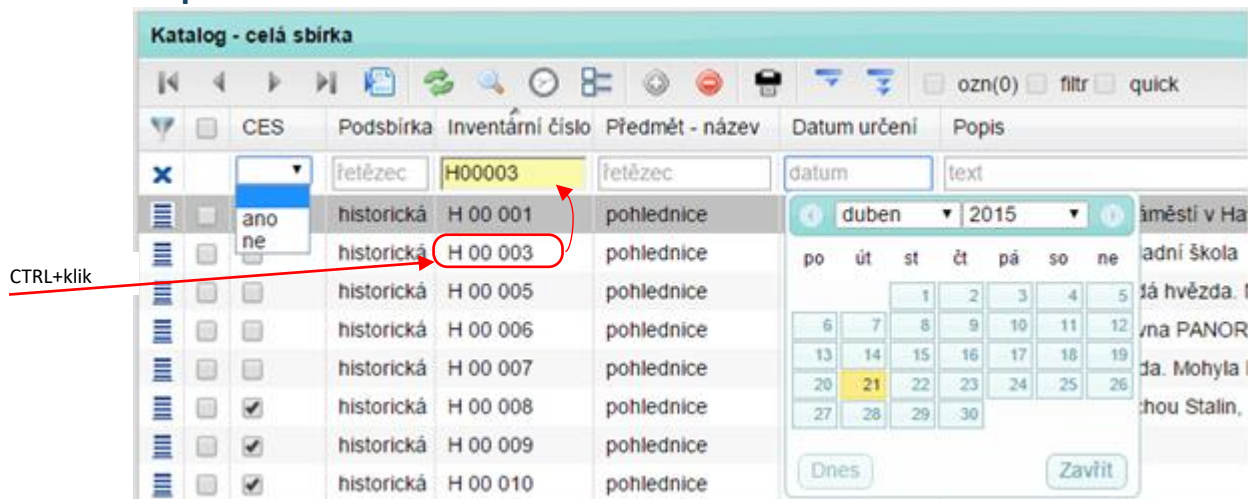 Katalog - celá sbírka
ozn(0) filtr quick
CES Podsbírka Inventární číslo Předmět - název Datum určení Popis
řetězec H00003 řetězec datum text
ano
ne
historická H 00 001 pohlednice náměstí v Ha
historická H 00 003 pohlednice adní škola
historická H 00 005 pohlednice dá hvězda.
historická H 00 006 pohlednice vna PANOR
historická H 00 007 pohlednice da. Mohyla
historická H 00 008 pohlednice chou Stalin,
historická H 00 009 pohlednice
historická H 00 010 pohlednice
CTRL+klik
duben 2015
po út st čt pá so ne
1 2 3 4 5
6 7 8 9 10 11 12
13 14 15 16 17 18 19
20 21 22 23 24 25 26
27 28 29 30
Dnes Zavřít